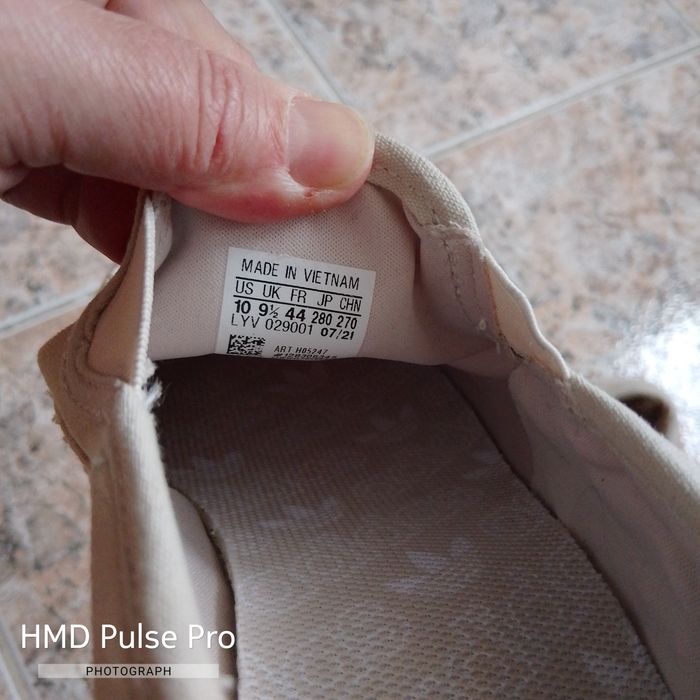 MADE IN VIETNAM
US UK FR JP CHN
10 9½ 44 280 270
LYV 029001 07/21
ART H05247
HMD Pulse Pro
PHOTOGRAPH